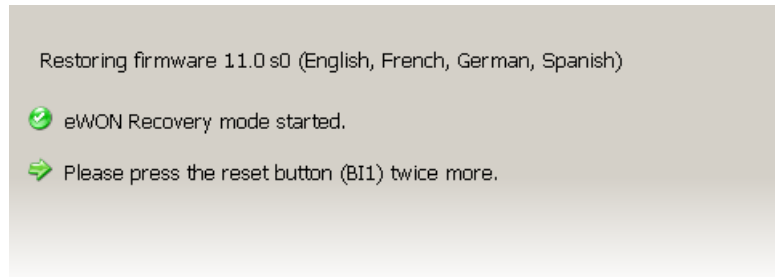 Restoring firmware 11.0 s0 (English, French, German, Spanish)
eWON Recovery mode started.
Please press the reset button (BI1) twice more.